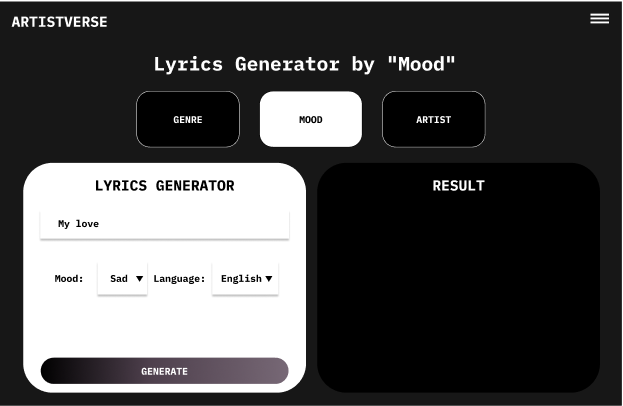 ARTISTVERSE
Lyrics Generator by "Mood"
GENRE MOOD ARTIST
LYRICS GENERATOR
My love
Mood: Sad Language: English
GENERATE
RESULT